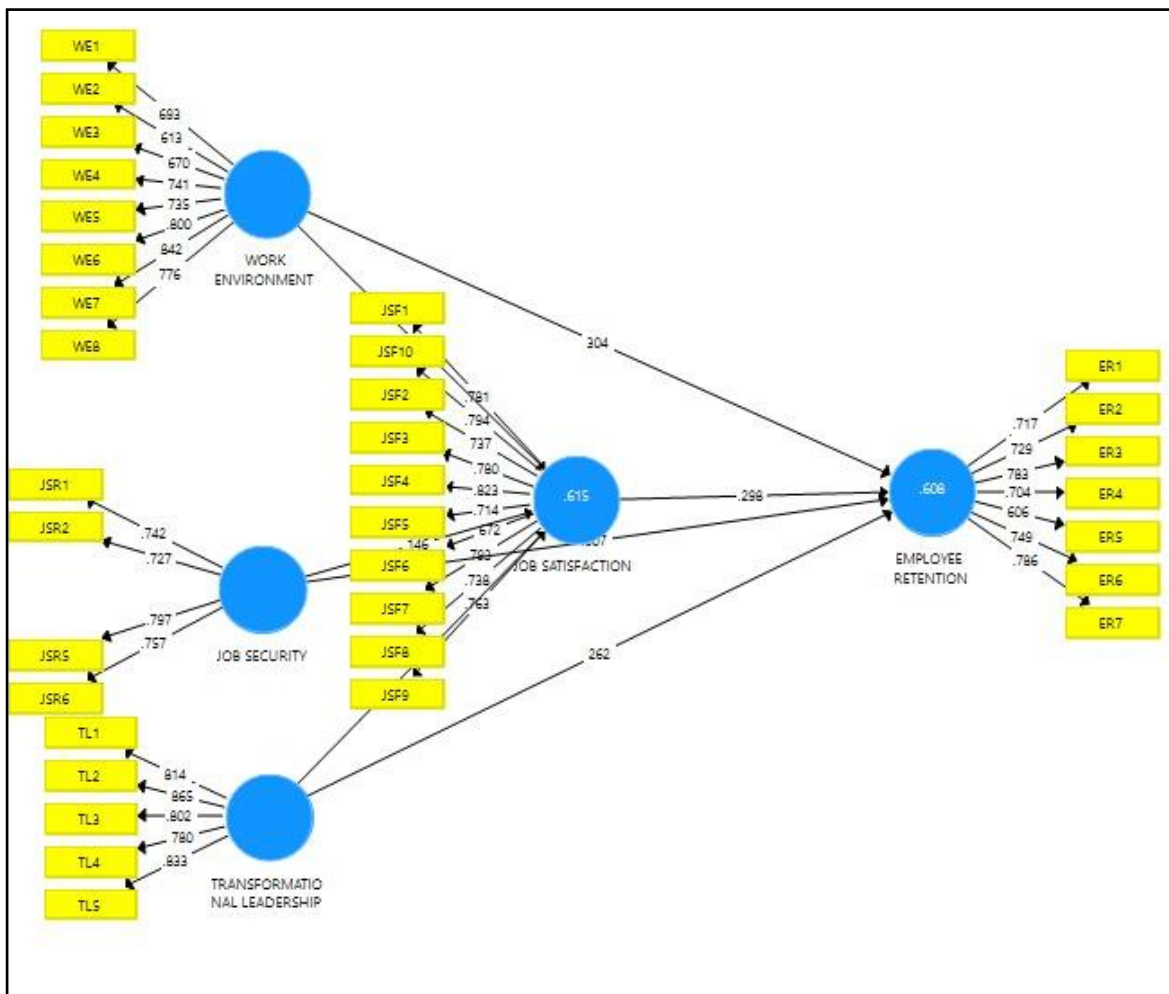 WE1
WE2
WE3
WE4
WE5
WE6
WE7
WE8
693
613
670
741
735
.800
842
776
WORK
ENVIRONMENT
JSR1
JSR2
JSR5
JSR6
.742
.727
.797
.757
JOB SECURITY
TL1
TL2
TL3
TL4
TL5
814
865
.802
780
.833
TRANSFORMATIO
NAL LEADERSHIP
JSF1
JSF10
JSF2
JSF3
JSF4
JSF5
JSF6
JSF7
JSF8
JSF9
.781
.794
737
.780
.823
.714
672
.738
.763
.615
JOB SATISFACTION
.146
304
.298
262
.608
EMPLOYEE
RETENTION
.717
729
783
.704
606
.749
.786
ER1
ER2
ER3
ER4
ER5
ER6
ER7